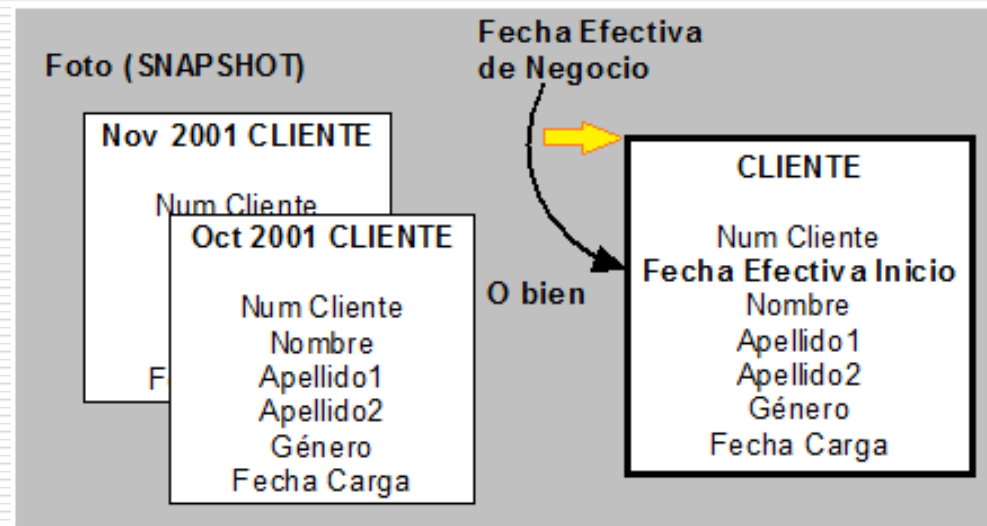 Foto (SNAPSHOT)
Fecha Efectiva
de Negocio
Nov 2001 CLIENTE
Num Cliente
Oct 2001 CLIENTE
Num Cliente
Nombre
Apellido1
Apellido2
Género
Fecha Carga
O bien
CLIENTE
Num Cliente
Fecha Efectiva Inicio
Nombre
Apellido1
Apellido2
Género
Fecha Carga